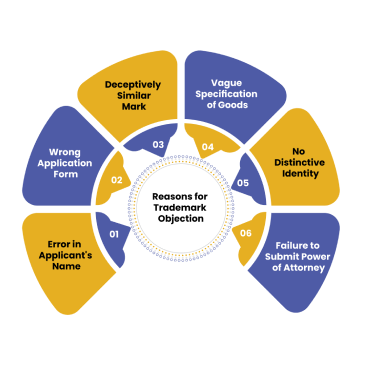 Reasons for
Trademark
Objection
01
Error in
Applicant's
Name
02
Wrong
Application
Form
03
Deceptively
Similar
Mark
04
Vague
Specification
of Goods
05
No
Distinctive
Identity
06
Failure to
Submit Power
of Attorney